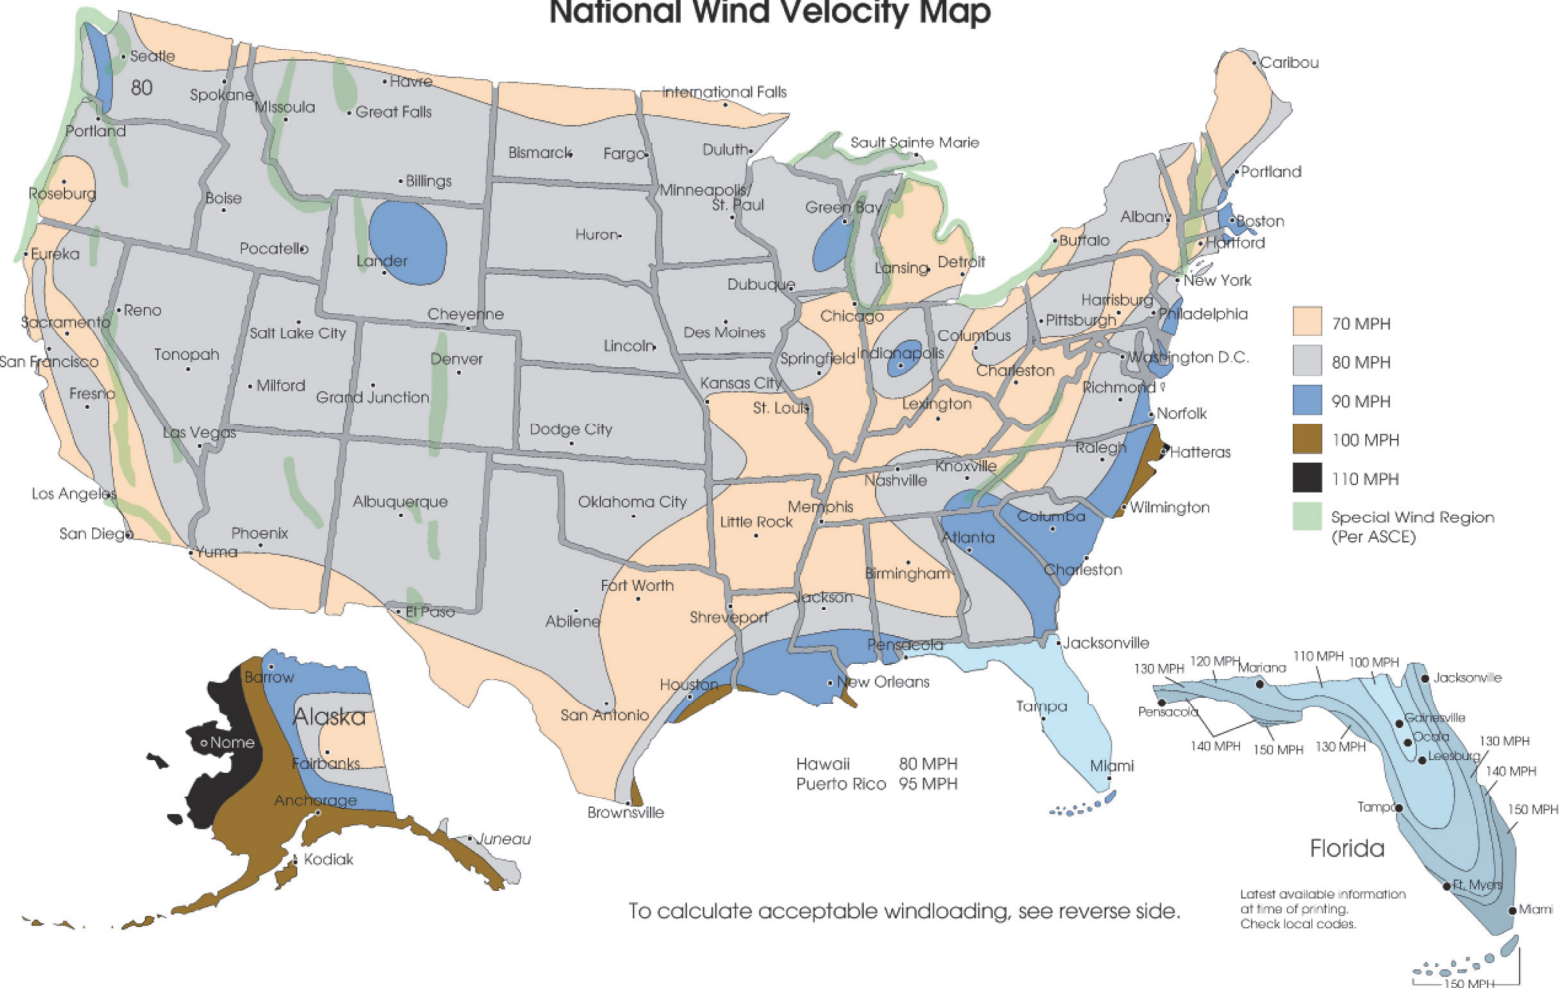 National Wind Velocity Map
Seatle
80
Spokane
Missoula
Havre
Great Falls
Portland
Billings
Roseburg
Boise
Pocatello
Lander
Eureka
Reno
Sacramento
San Francisco
Fresno
Tonopah
Salt Lake City
Milford
Las Vegas
Los Angeles
San Diego
Yuma
Phoenix
Cheyenne
Denver
Grand Junction
Albuquerque
El Paso
International Falls
Bismarck
Fargo
Duluth
Minneapolis/
St. Paul
Huron
Green Bay
Sault Sainte Marie
Lansing
Detroit
Dubuque
Chicago
Des Moines
Lincoln
Springfield
Indianapolis
Columbus
Kansas City
St. Louis
Lexington
Charleston
Dodge City
Oklahoma City
Nashville
Knoxville
Memphis
Little Rock
Fort Worth
Abilene
Shreveport
Jackson
Birmingham
Atlanta
Columba
Charleston
San Antonio
Houston
New Orleans
Pensacola
Brownsville
Jacksonville
Tampa
Miami
Caribou
Portland
Albany
Boston
Hartford
Buffalo
New York
Harrisburg
Pittsburgh
Philadelphia
Washington D.C.
Richmond
Norfolk
Ralegh
Hatteras
Wilmington
70 MPH
80 MPH
90 MPH
100 MPH
110 MPH
Special Wind Region
(Per ASCE)
Barrow
Alaska
Nome
Fairbanks
Anchorage
Juneau
Kodiak
Hawaii 80 MPH
Puerto Rico 95 MPH
130 MPH
120 MPH
Mariana
110 MPH
100 MPH
Jacksonville
Pensacola
140 MPH
150 MPH
130 MPH
Gainesville
Ocala
Leesburg
130 MPH
140 MPH
150 MPH
Tampa
Florida
Ft. Myers
Miami
150 MPH
Latest available information
at time of printing.
Check local codes.
To calculate acceptable windloading, see reverse side.